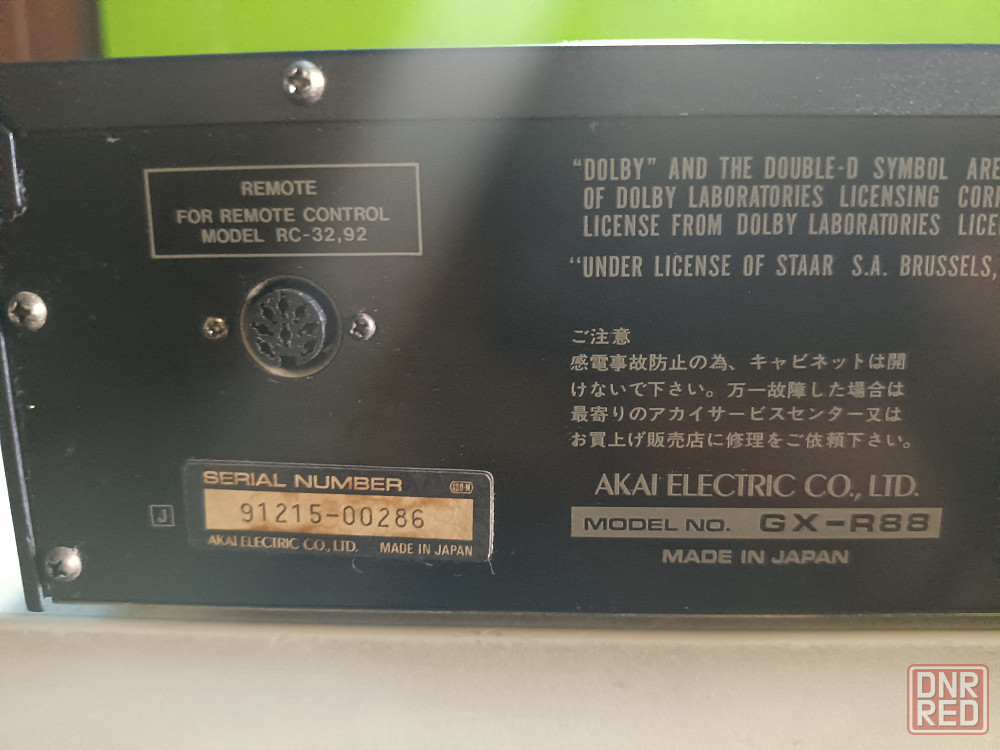 REMOTE
FOR REMOTE CONTROL
MODEL RC-32,92
"DOLBY" AND THE DOUBLE-D SYMBOL ARE
OF DOLBY LABORATORIES LICENSING
LICENSE FROM DOLBY LABORATORIES
"UNDER LICENSE OF STAAR S.A. BRUSSELS,
ご注意
感電事故防止の為、キャビネットは開
けないで下さい。万一故障した場合は
最寄りのアカイサービスセンター又は
お買上げ販売店に修理をご依頼下さい。
SERIAL NUMBER
91215-00286
AKAI ELECTRIC CO., LTD. MADE IN JAPAN
J
AKAI ELECTRIC CO., LTD.
MODEL NO. GX-R88
MADE IN JAPAN
DNR
RED